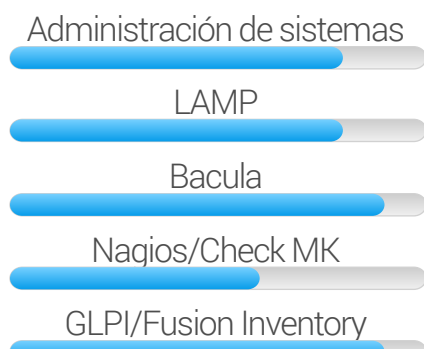 Administración de sistemas
LAMP
Bacula
Nagios/Check MK
GLPI/Fusion Inventory